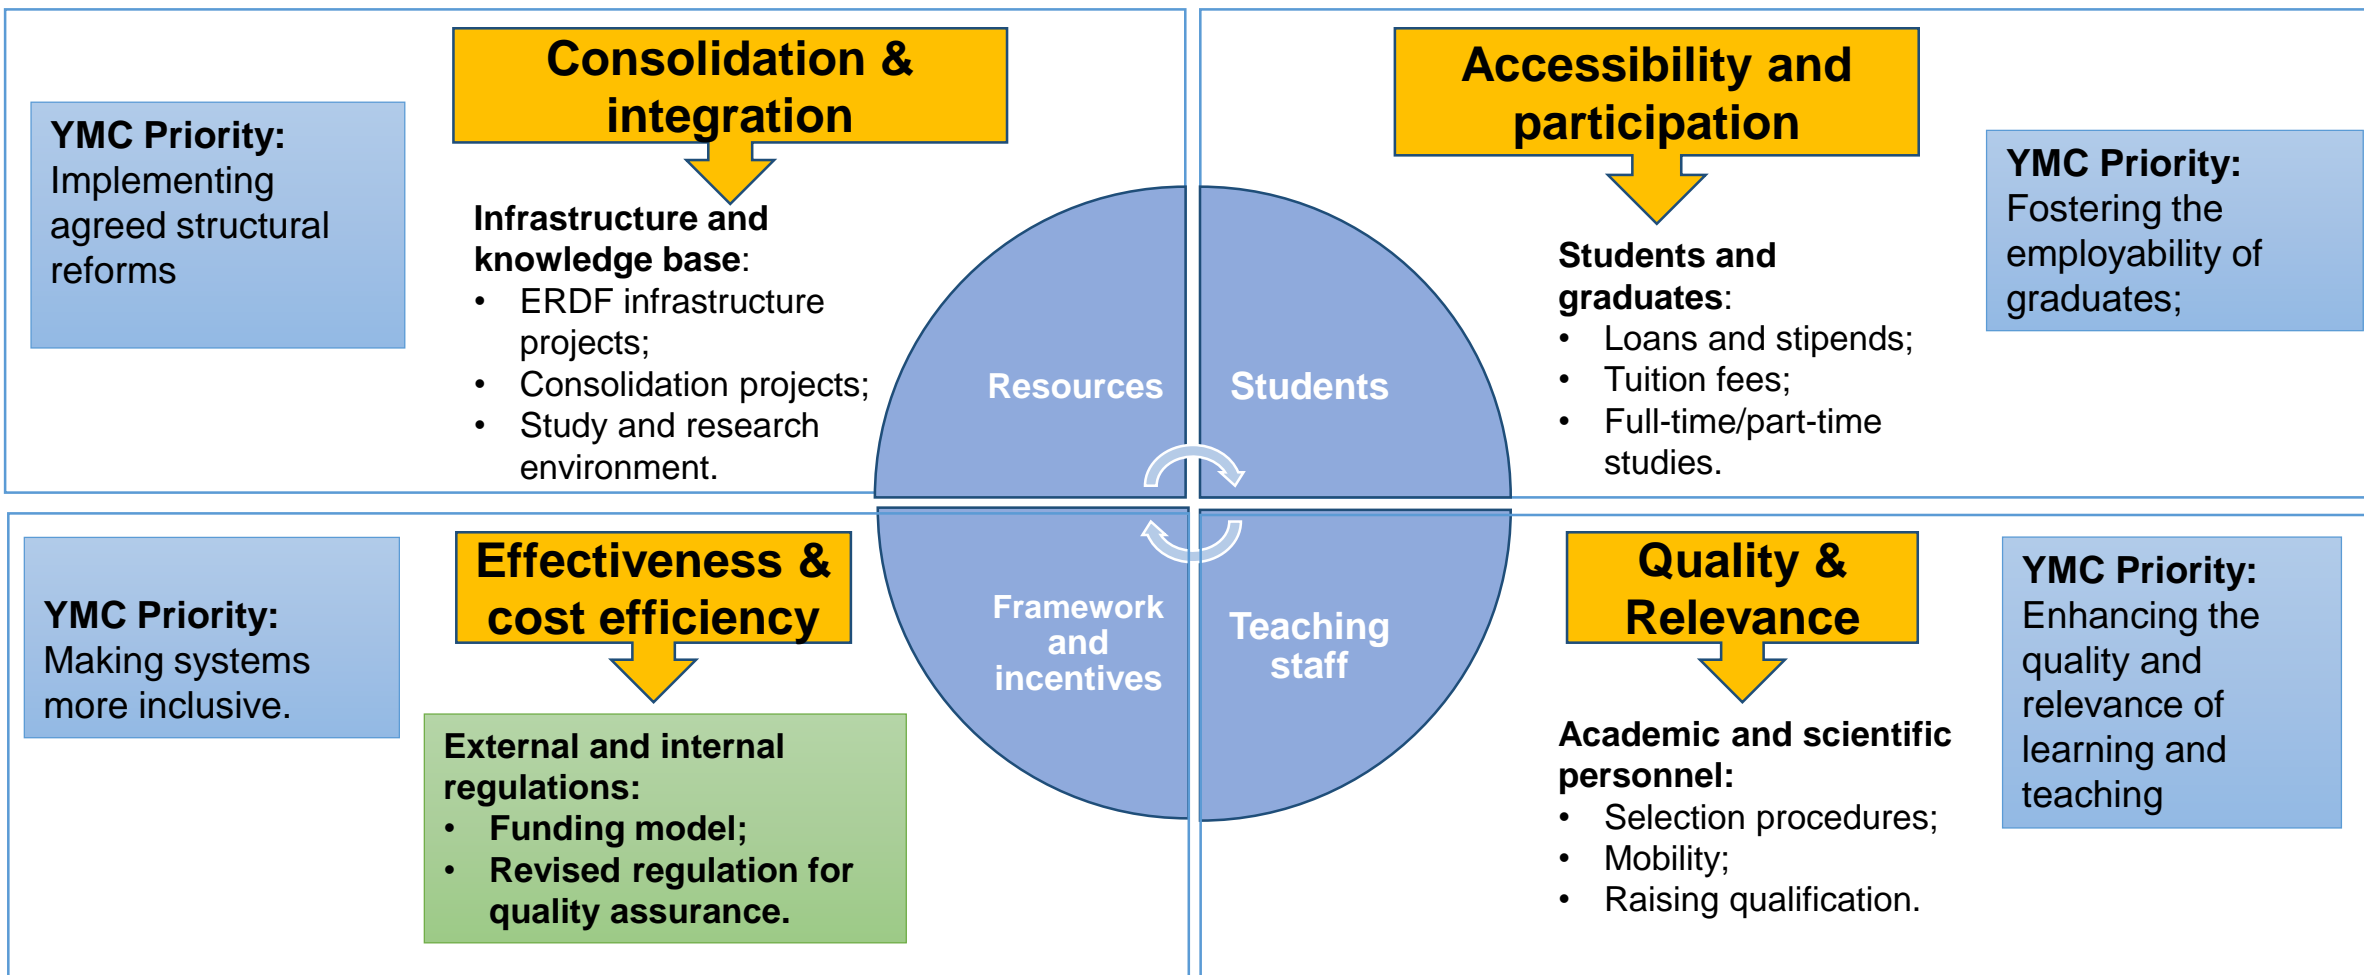 Consolidation &
integration
YMC Priority:
Implementing
agreed structural
reforms
Infrastructure and
knowledge base:
• ERDF infrastructure
projects;
• Consolidation projects;
• Study and research
environment.
Resources
Accessibility and
participation
YMC Priority:
Fostering the
employability of
graduates;
Students and
graduates:
• Loans and stipends;
• Tuition fees;
• Full-time/part-time
studies.
Students
Effectiveness &
cost efficiency
YMC Priority:
Making systems
more inclusive.
External and internal
regulations:
• Funding model;
• Revised regulation for
quality assurance.
Framework
and
incentives
Quality &
Relevance
YMC Priority:
Enhancing the
quality and
relevance of
learning and
teaching
Academic and scientific
personnel:
• Selection procedures;
• Mobility;
• Raising qualification.
Teaching
staff